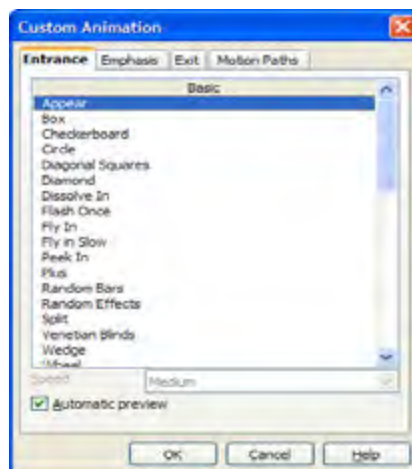 Custom Animation
Entrance Emphasis Exit Motion Paths
Basic
Appear
Box
Checkerboard
Circle
Diagonal Squares
Diamond
Dissolve In
Flash Once
Fly In
Fly in Slow
Peek In
Plus
Random Bars
Random Effects
Split
Venetian Blinds
Wedge
Wheel
Speed Medium
Automatic preview
OK Cancel Help